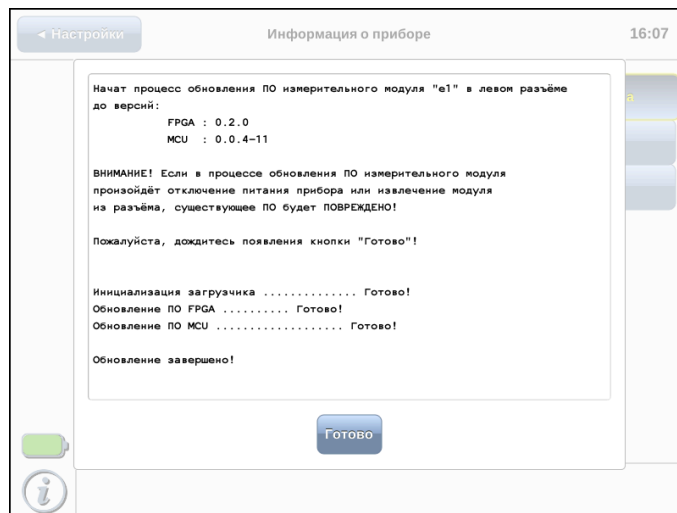 ◄ Настройки
Информация о приборе
16:07
Начат процесс обновления ПО измерительного модуля "e1" в левом разъёме
до версий:
FPGA : 0.2.0
MCU : 0.0.4-11
ВНИМАНИЕ! Если в процессе обновления ПО измерительного модуля
произойдёт отключение питания прибора или извлечение модуля
из разъёма, существующее ПО будет ПОВРЕЖДЕНО!
Пожалуйста, дождитесь появления кнопки "Готово"!
Инициализация загрузчика .............. Готово!
Обновление ПО FPGA .......... Готово!
Обновление ПО MCU ................... Готово!
Обновление завершено!
Готово